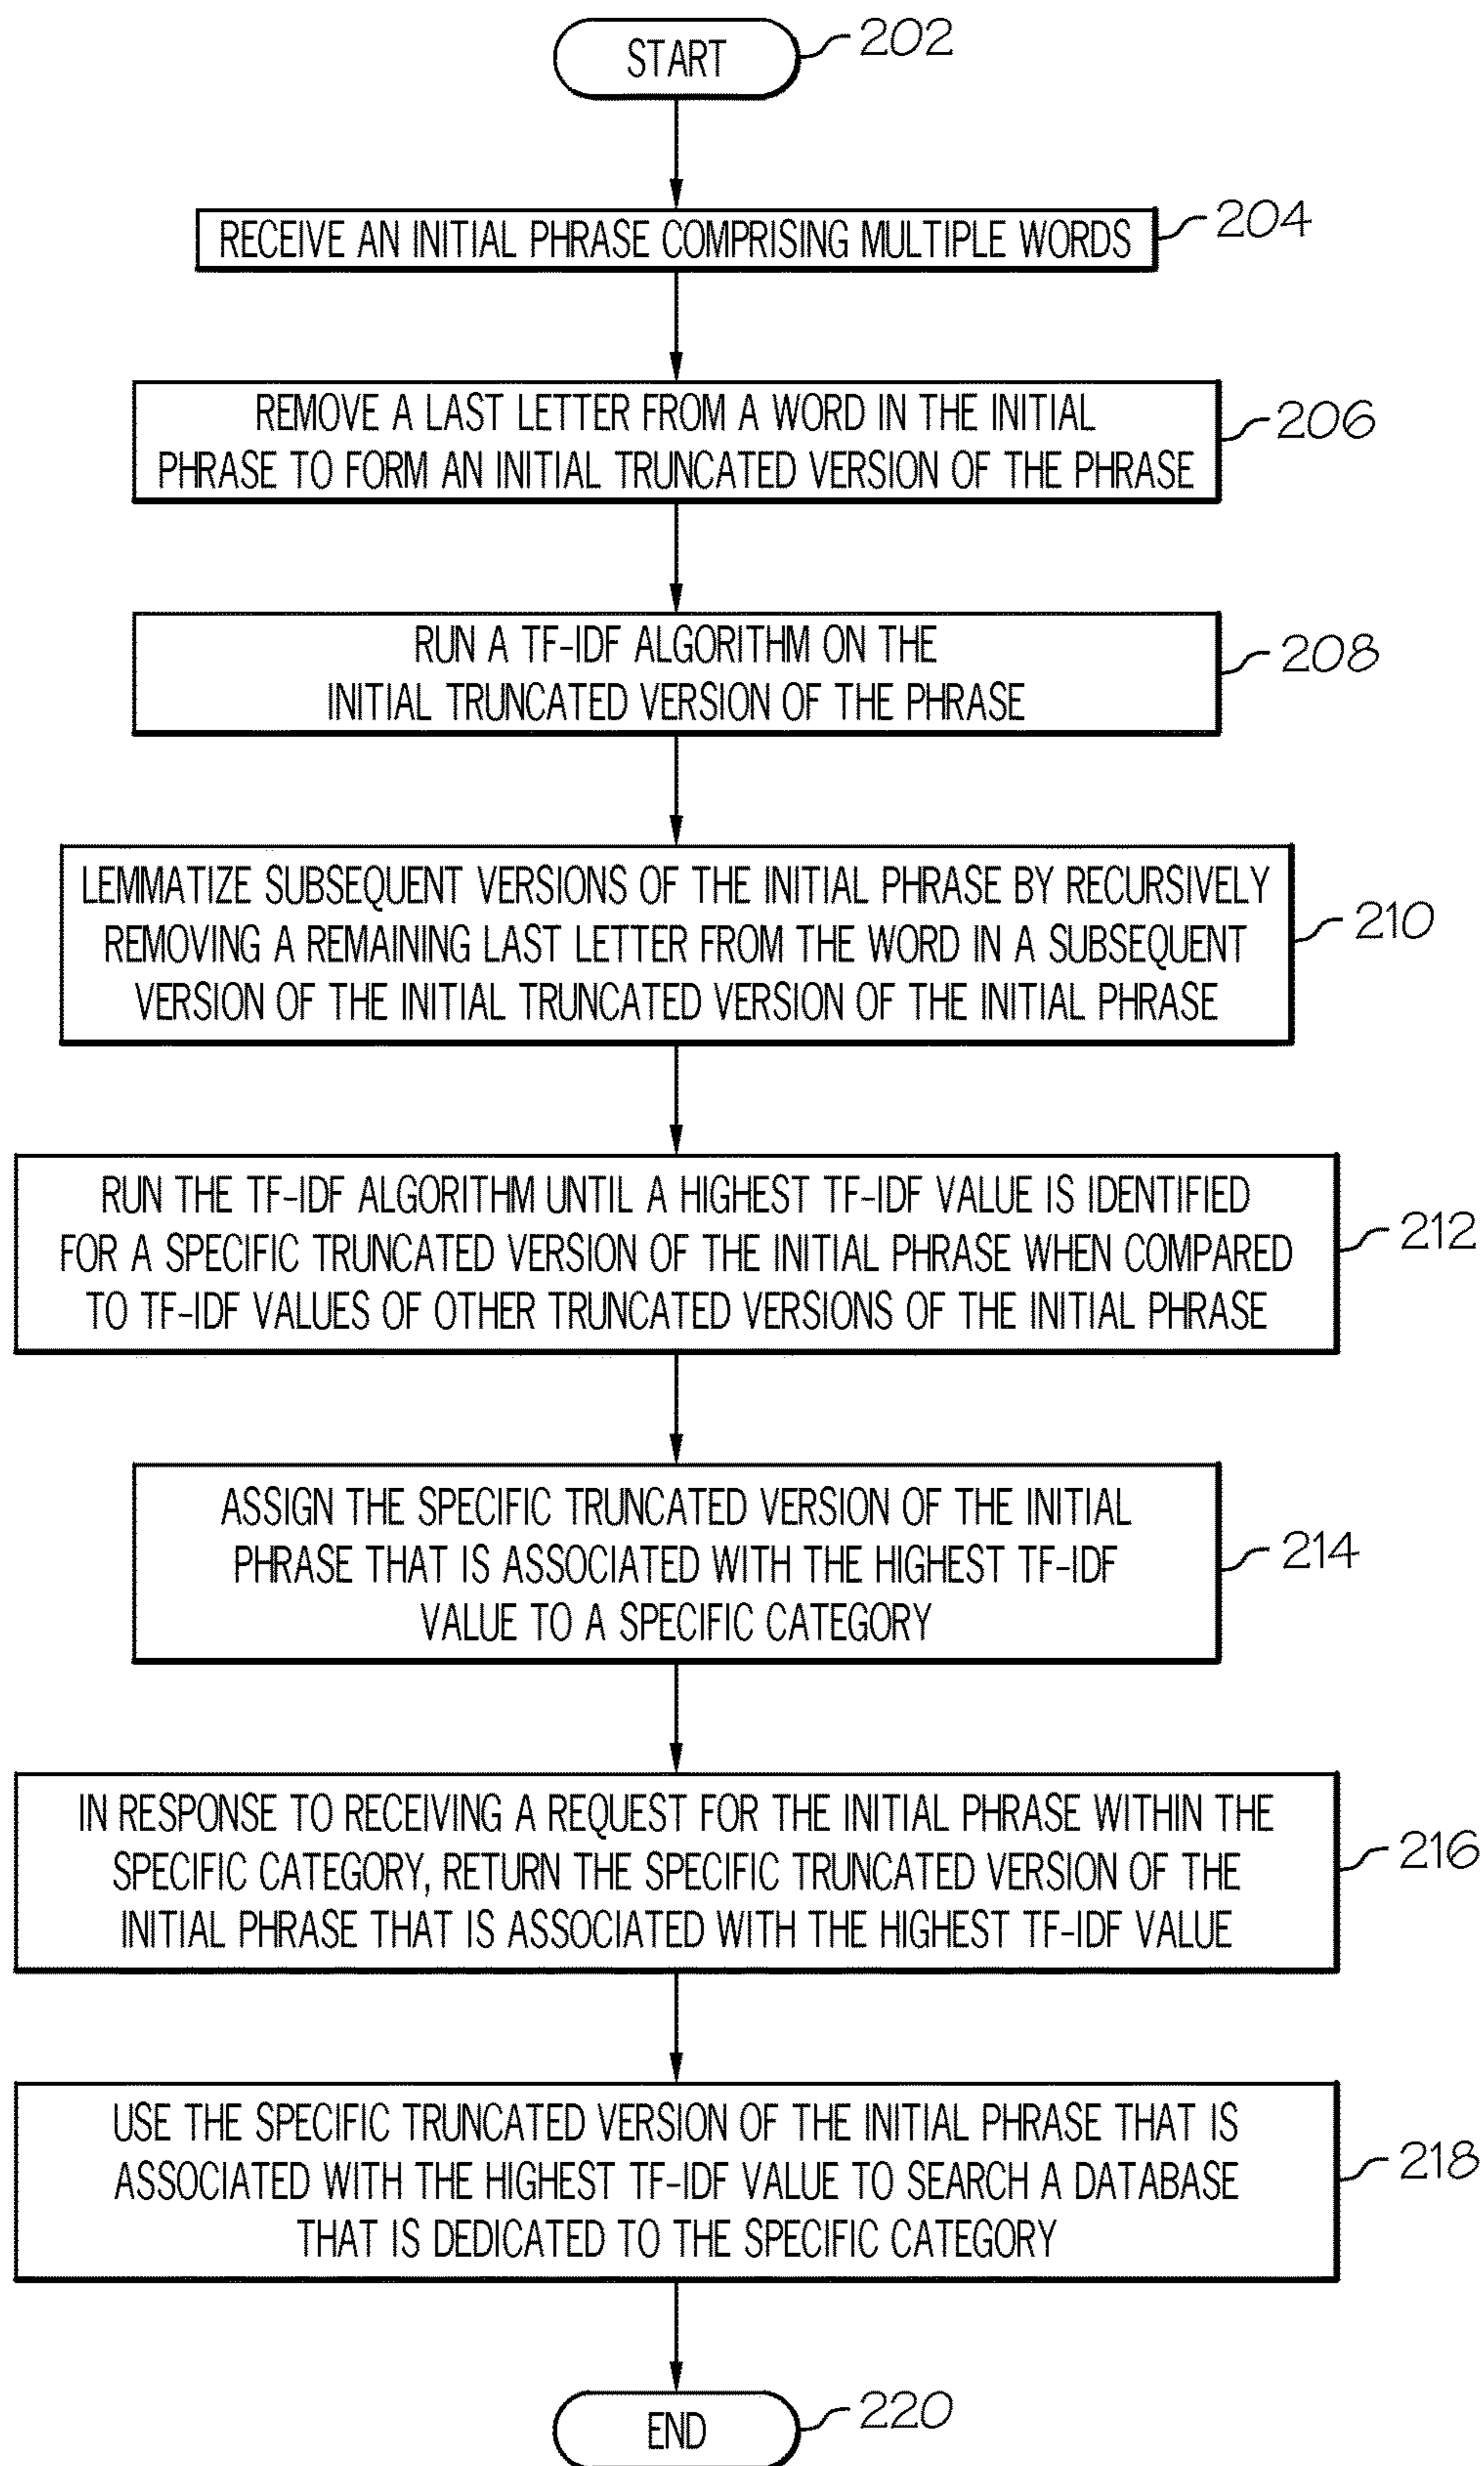 START
202
RECEIVE AN INITIAL PHRASE COMPRISING MULTIPLE WORDS
204
REMOVE A LAST LETTER FROM A WORD IN THE INITIAL
PHRASE TO FORM AN INITIAL TRUNCATED VERSION OF THE PHRASE
206
RUN A TF-IDF ALGORITHM ON THE
INITIAL TRUNCATED VERSION OF THE PHRASE
208
LEMMATIZE SUBSEQUENT VERSIONS OF THE INITIAL PHRASE BY RECURSIVELY
REMOVING A REMAINING LAST LETTER FROM THE WORD IN A SUBSEQUENT
VERSION OF THE INITIAL TRUNCATED VERSION OF THE INITIAL PHRASE
210
RUN THE TF-IDF ALGORITHM UNTIL A HIGHEST TF-IDF VALUE IS IDENTIFIED
FOR A SPECIFIC TRUNCATED VERSION OF THE INITIAL PHRASE WHEN COMPARED
TO TF-IDF VALUES OF OTHER TRUNCATED VERSIONS OF THE INITIAL PHRASE
212
ASSIGN THE SPECIFIC TRUNCATED VERSION OF THE INITIAL
PHRASE THAT IS ASSOCIATED WITH THE HIGHEST TF-IDF
VALUE TO A SPECIFIC CATEGORY
214
IN RESPONSE TO RECEIVING A REQUEST FOR THE INITIAL PHRASE WITHIN THE
SPECIFIC CATEGORY, RETURN THE SPECIFIC TRUNCATED VERSION OF THE
INITIAL PHRASE THAT IS ASSOCIATED WITH THE HIGHEST TF-IDF VALUE
216
USE THE SPECIFIC TRUNCATED VERSION OF THE INITIAL PHRASE THAT IS
ASSOCIATED WITH THE HIGHEST TF-IDF VALUE TO SEARCH A DATABASE
THAT IS DEDICATED TO THE SPECIFIC CATEGORY
218
END
220